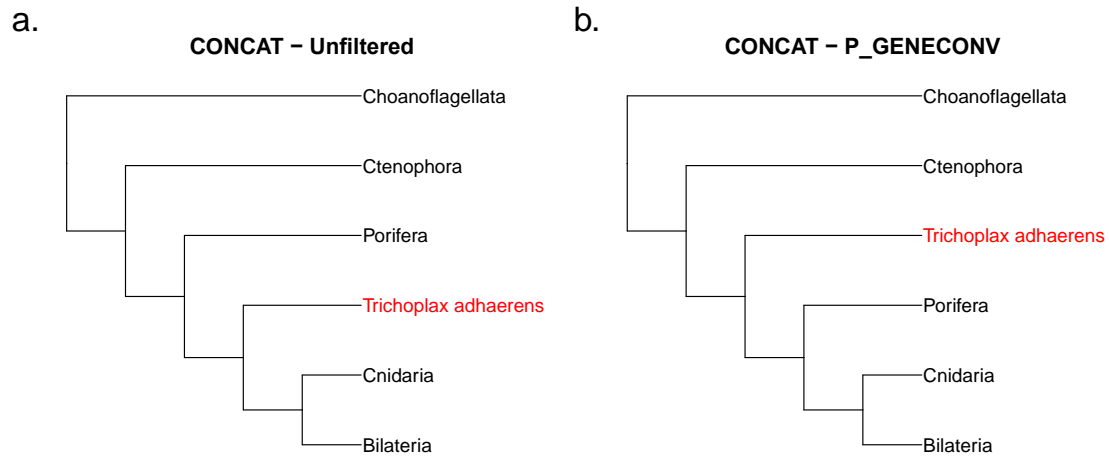 a.
CONCAT − Unfiltered
Choanoflagellata
Ctenophora
Porifera
Trichoplax adhaerens
Cnidaria
Bilateria
b.
CONCAT − P_GENECONV
Choanoflagellata
Ctenophora
Trichoplax adhaerens
Porifera
Cnidaria
Bilateria